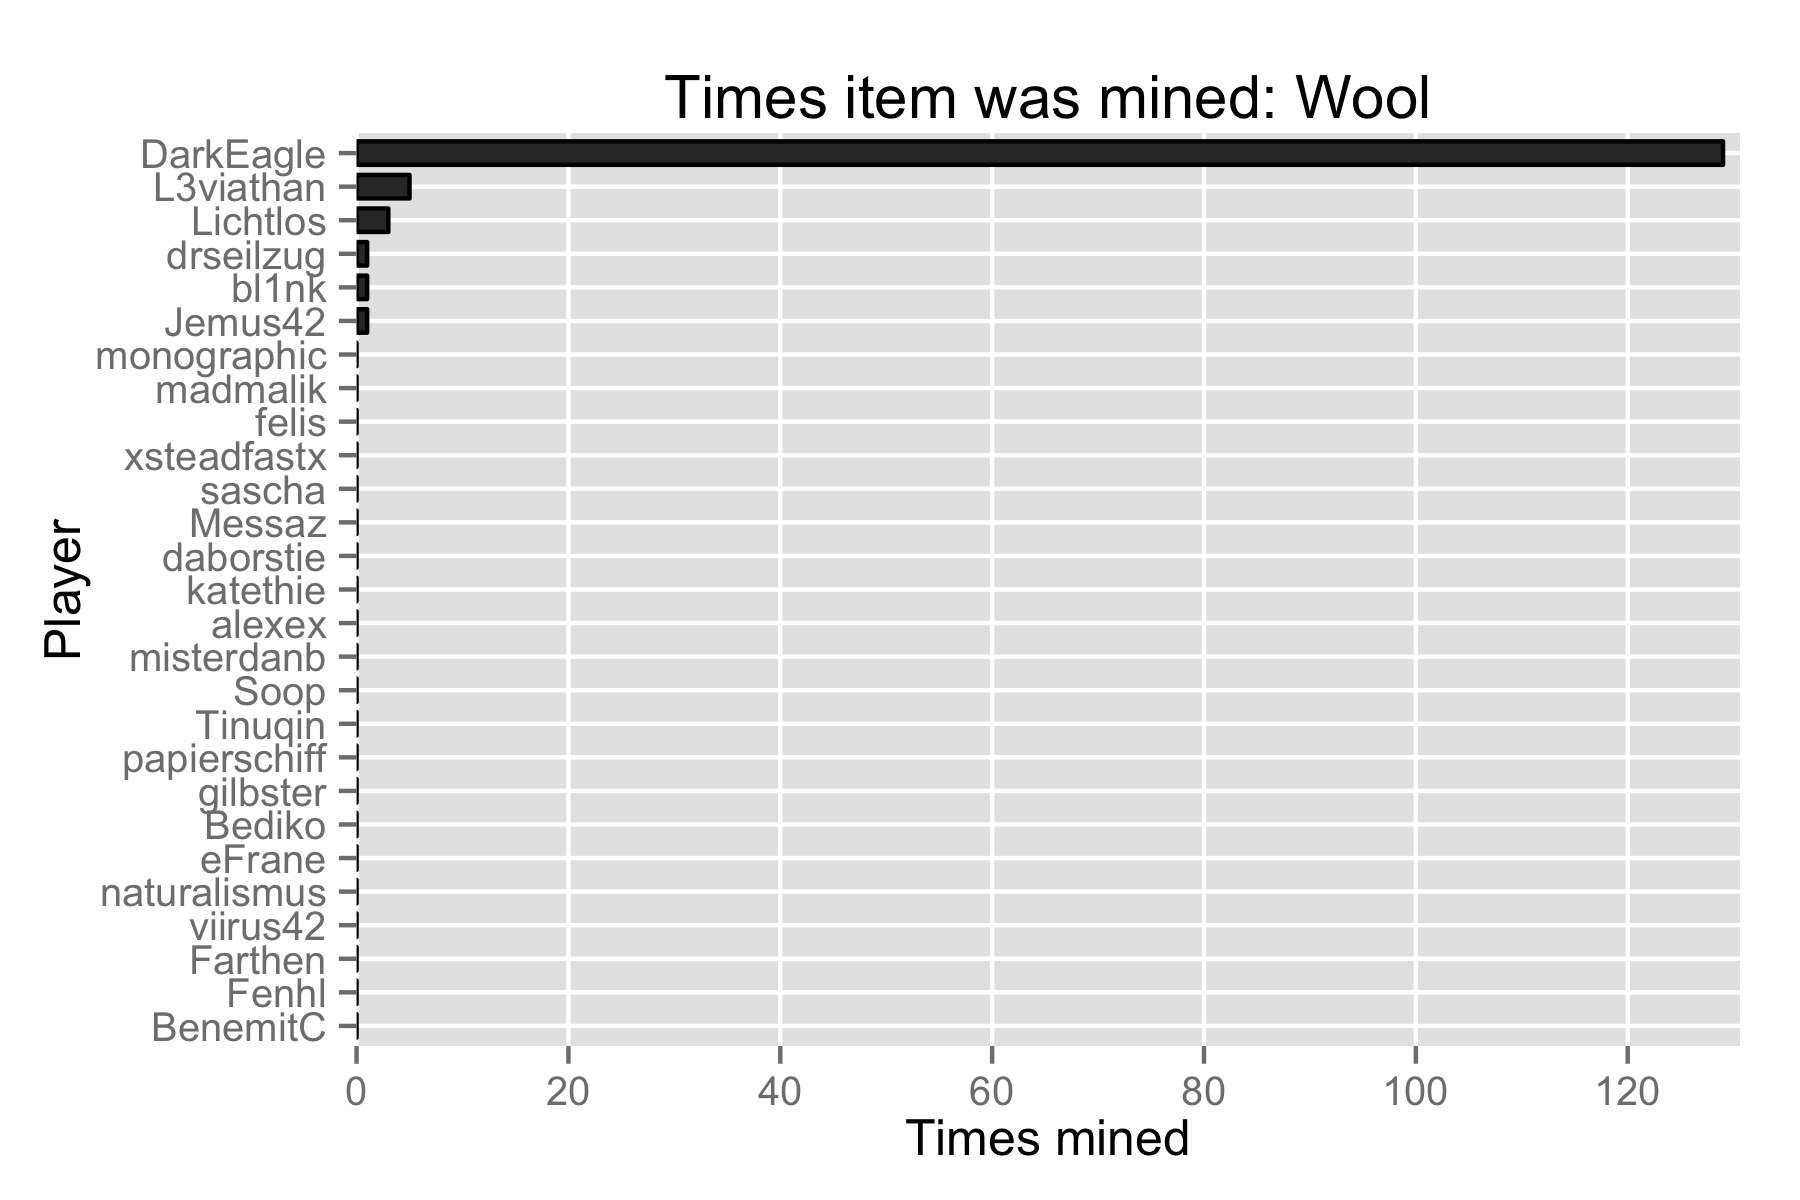 Times item was mined: Wool
DarkEagle
L3viathan
Lichtlos
drseilzug
bl1nk
Jemus42
monographic
madmalik
felis
xsteadfastx
sascha
Messaz
daborstie
katethie
alexex
misterdanb
Soop
Tinuqin
papierschiff
gilbster
Bediko
eFrane
naturalismus
viirus42
Farthen
Fenhl
BenemitC
Player
0 20 40 60 80 100 120
Times mined